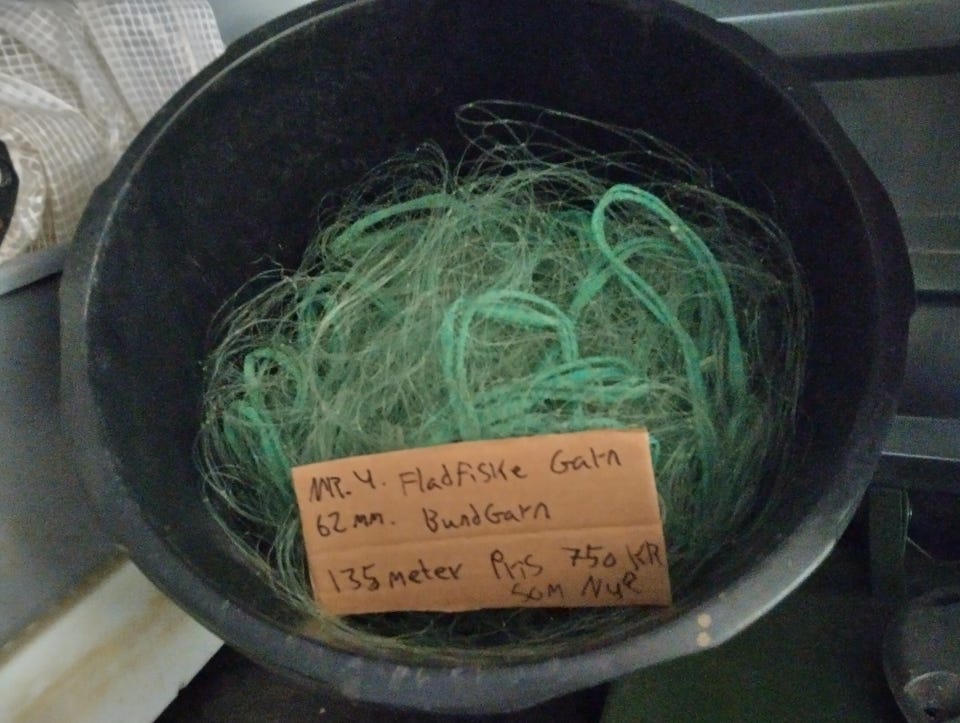 NR. 4. Fladfiske Garn
62 mm. BundGarn
135 meter Pris 750 KR
Som Nye